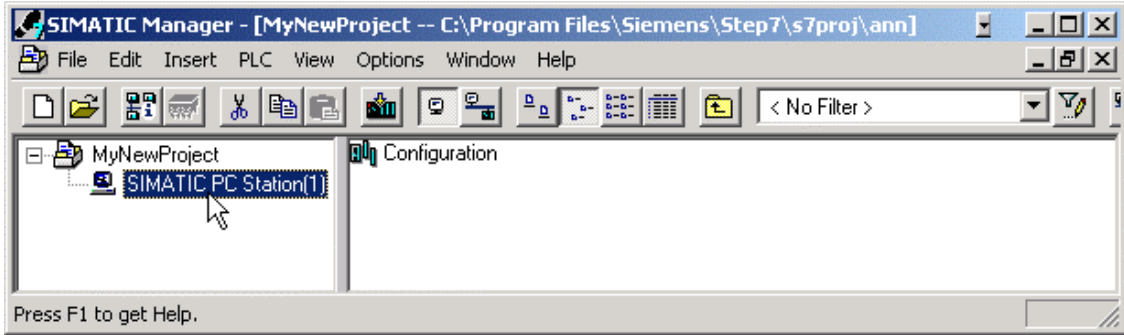 SIMATIC Manager - [MyNewProject -- C:\Program Files\Siemens\Step7\s7proj\ann]
File Edit Insert PLC View Options Window Help
< No Filter >
MyNewProject
SIMATIC PC Station(1)
Configuration
Press F1 to get Help.